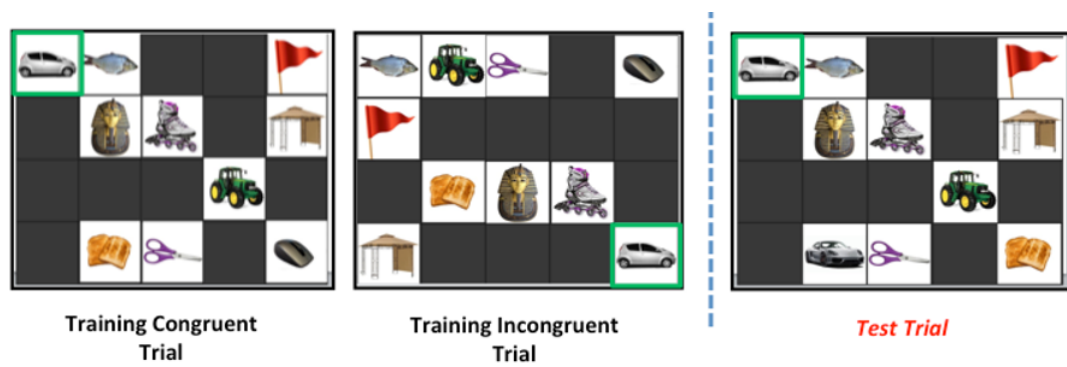 Training Congruent
Trial
Training Incongruent
Trial
Test Trial